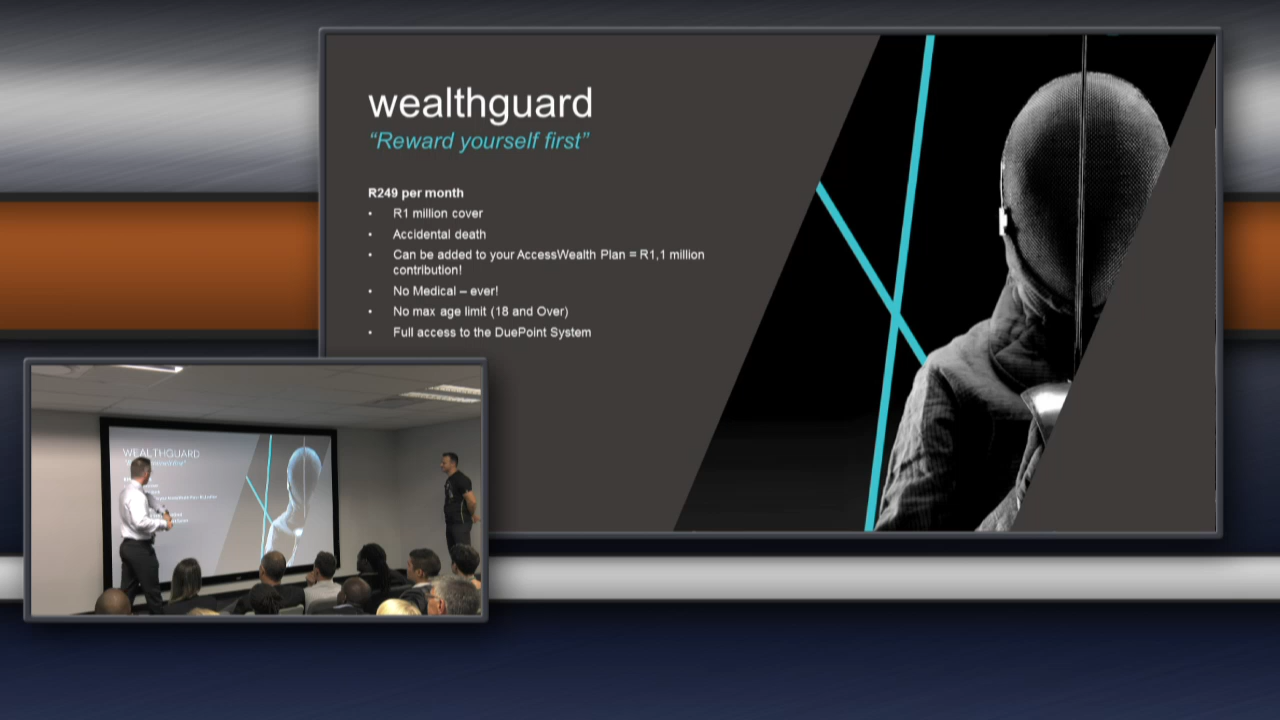 wealthguard
“Reward yourself first”
R249 per month
• R1 million cover
• Accidental death
• Can be added to your AccessWealth Plan = R1,1 million
contribution!
• No Medical – ever!
• No max age limit (18 and Over)
• Full access to the DuePoint System
WEALTHGUARD